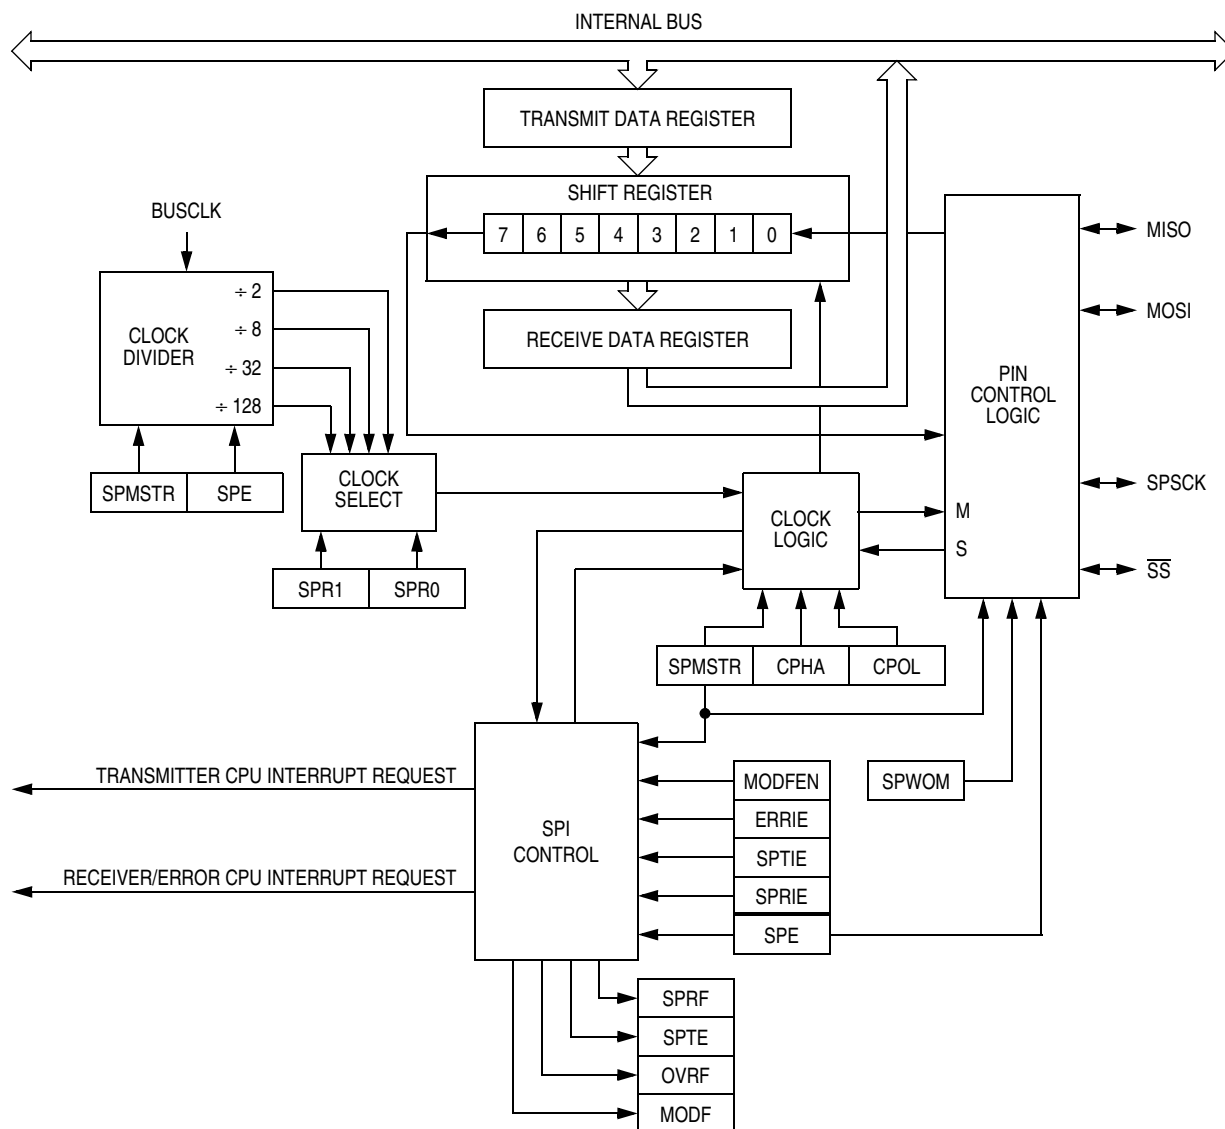 INTERNAL BUS
TRANSMIT DATA REGISTER
SHIFT REGISTER
7 6 5 4 3 2 1 0
RECEIVE DATA REGISTER
BUSCLK
CLOCK
DIVIDER
÷ 2
÷ 8
÷ 32
÷ 128
SPMSTR SPE
CLOCK
SELECT
SPR1 SPR0
CLOCK
LOGIC
SPMSTR CPHA CPOL
PIN
CONTROL
LOGIC
M
S
MISO
MOSI
SPSCK
SS
TRANSMITTER CPU INTERRUPT REQUEST
RECEIVER/ERROR CPU INTERRUPT REQUEST
SPI
CONTROL
MODFEN
ERRIE
SPTIE
SPRIE
SPE
SPWOM
SPRF
SPTE
OVRF
MODF